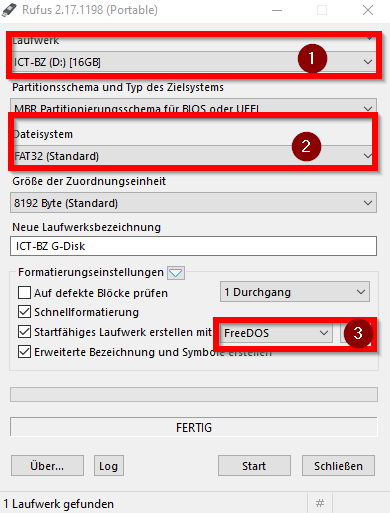 Rufus 2.17.1198 (Portable)
Laufwerk
1
ICT-BZ (D:) [16GB]
Partitionsschema und Typ des Zielsystems
MBR Partitionierungsschema für BIOS oder UEFI
Dateisystem
2
FAT32 (Standard)
Größe der Zuordnungseinheit
8192 Byte (Standard)
Neue Laufwerksbezeichnung
ICT-BZ G-Disk
Formatierungseinstellungen
Auf defekte Blöcke prüfen 1 Durchgang
Schnellformatierung
Startfähiges Laufwerk erstellen mit FreeDOS 3
Erweiterte Bezeichnung und Symbole erstellen
FERTIG
Über... Log Start Schließen
1 Laufwerk gefunden #